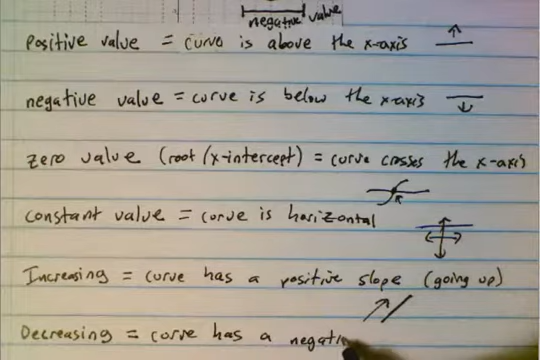 negative value
Positive value = curve is above the x-axis
negative value = curve is below the x-axis
zero value (root/x-intercept) = curve crosses the x-axis
constant value = curve is horizontal
Increasing = curve has a positive slope (going up)
Decreasing = curve has a negati